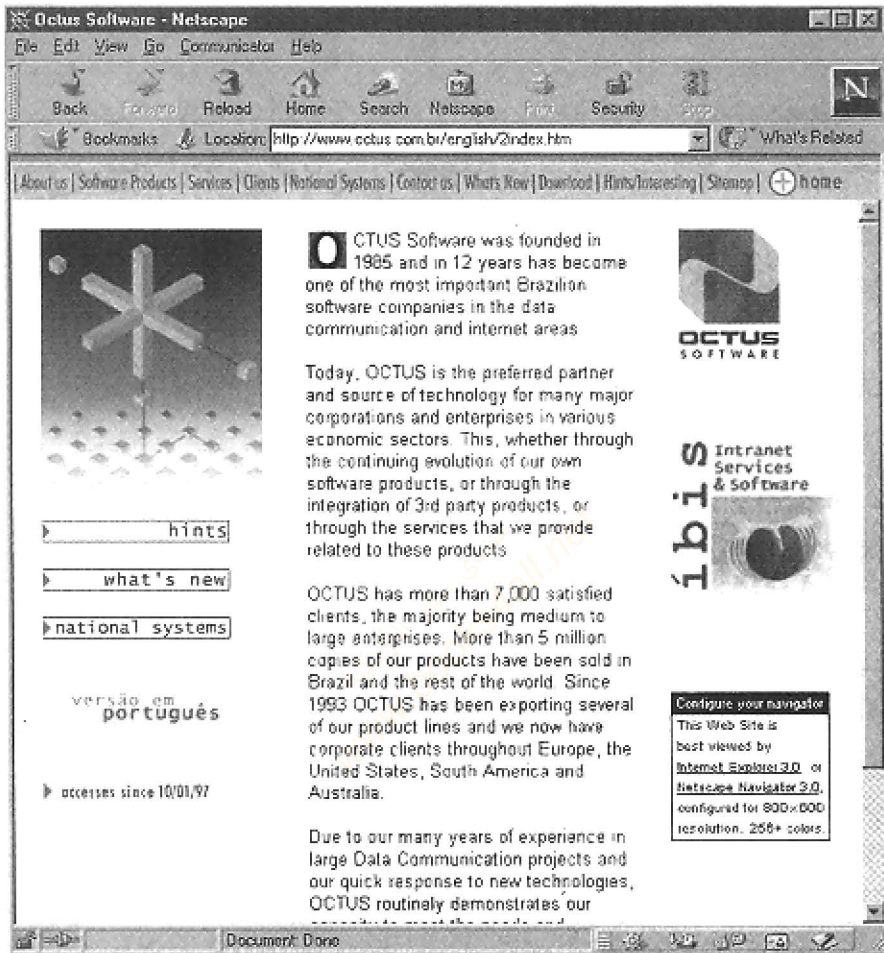 Octus Software - Netscape
File Edit View Go Communicator Help
Back Forward Reload Home Search Netscape Print Security Stop
N
Bookmarks Location: http://www.octus.com.br/english/2index.htm What's Related
|About us | Software Products | Services | Clients | National Systems | Contact us | What's New | Download | Hints/Interesting | Sitemap | home
hints
what's new
national systems
versão em
português
accesses since 10/01/97
OCTUS Software was founded in
1985 and in 12 years has become
one of the most important Brazilian
software companies in the data
communication and internet areas
Today, OCTUS is the preferred partner
and source of technology for many major
corporations and enterprises in various
economic sectors. This, whether through
the continuing evolution of our own
software products, or through the
integration of 3rd party products, or
through the services that we provide
related to these products
OCTUS has more than 7,000 satisfied
clients, the majority being medium to
large enterprises. More than 5 million
copies of our products have been sold in
Brazil and the rest of the world. Since
1993 OCTUS has been exporting several
of our product lines and we now have
corporate clients throughout Europe, the
United States, South America and
Australia.
Due to our many years of experience in
large Data Communication projects and
our quick response to new technologies,
OCTUS routinely demonstrates our
OCTUS
SOFTWARE
íbis
Intranet
Services
& Software
Configure your navigator
This Web Site is
best viewed by
Internet Explorer 3.0 or
Netscape Navigator 3.0,
configured for 800x600
resolution. 256+ colors.
Document: Done